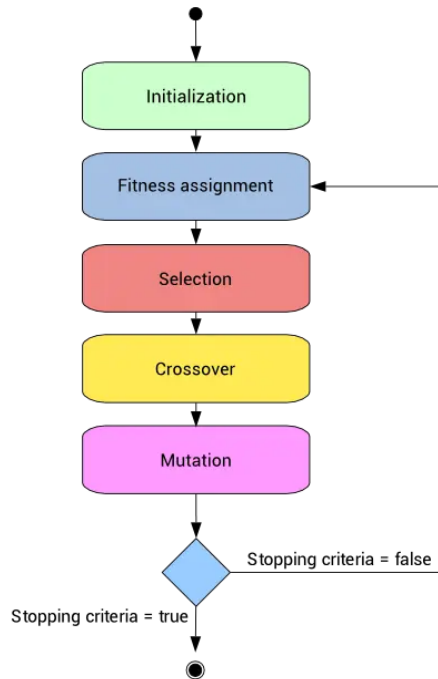 Initialization
Fitness assignment
Selection
Crossover
Mutation
Stopping criteria = false
Stopping criteria = true